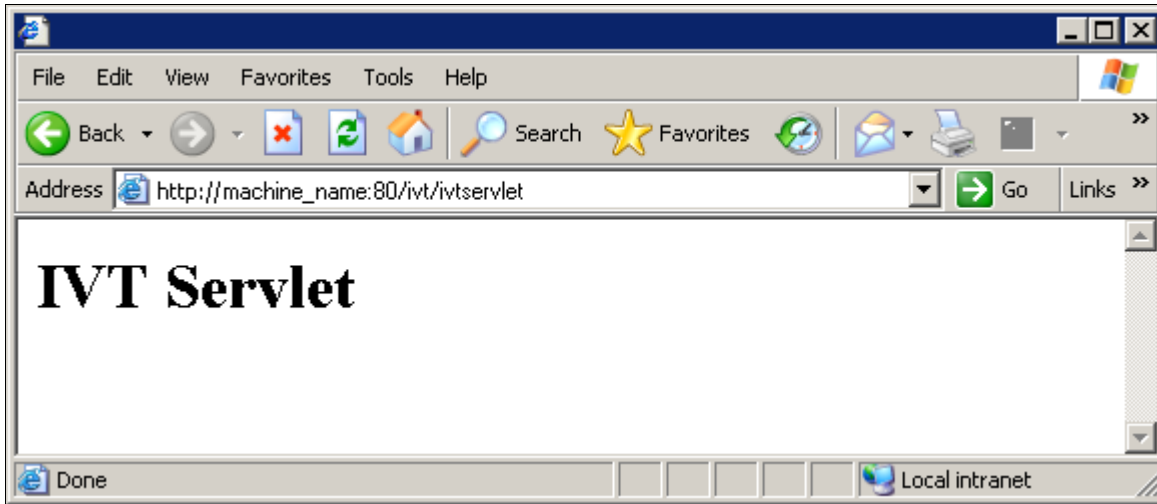 File Edit View Favorites Tools Help
Back Search Favorites »
Address http://machine_name:80/ivt/ivtservlet Go Links »
IVT Servlet
Done Local intranet